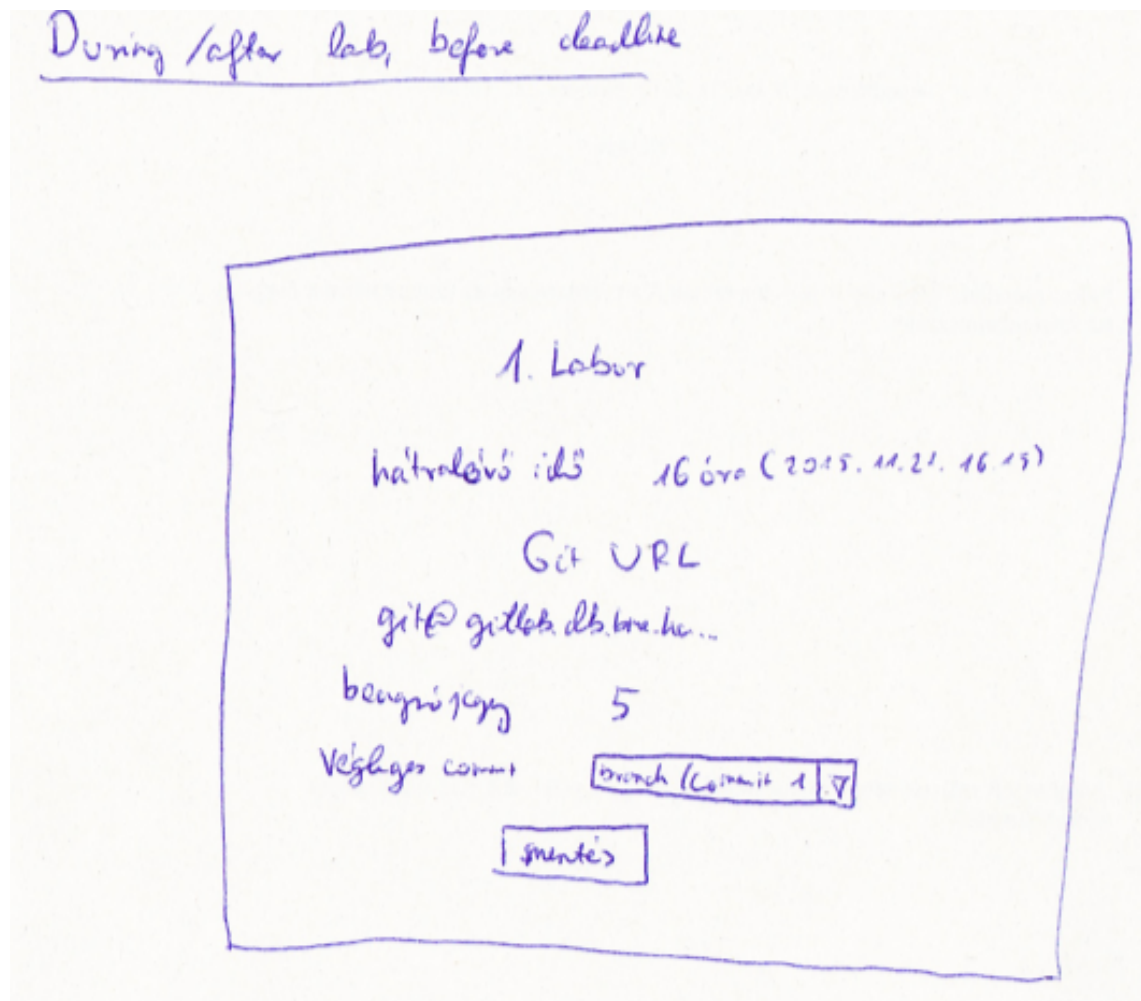 During /after lab, before deadline
1. Labor
hátralévő idő 16 óra (2015. 11. 21. 16.15)
Git URL
git@gitlab.db.bme.hu...
beugró jegy 5
Végleges commit branch/commit 1
mentés